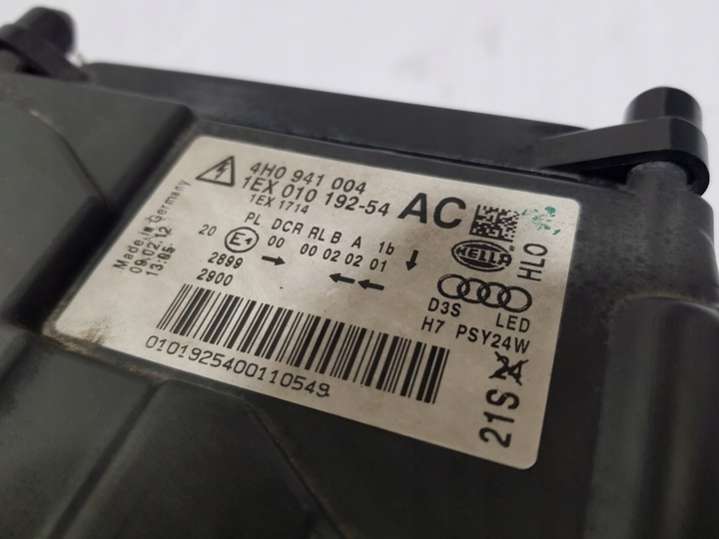 4H0 941 004
1EX 010 192-54 AC
1EX 1714
PL DCR RL B A 1b
20 E1 00 00 02 02 01
2899
2900
HELLA
HLO
D3S LED
H7 PSY24W
21S 24
Made in Germany
09.02.12
13:05
0101925400110549